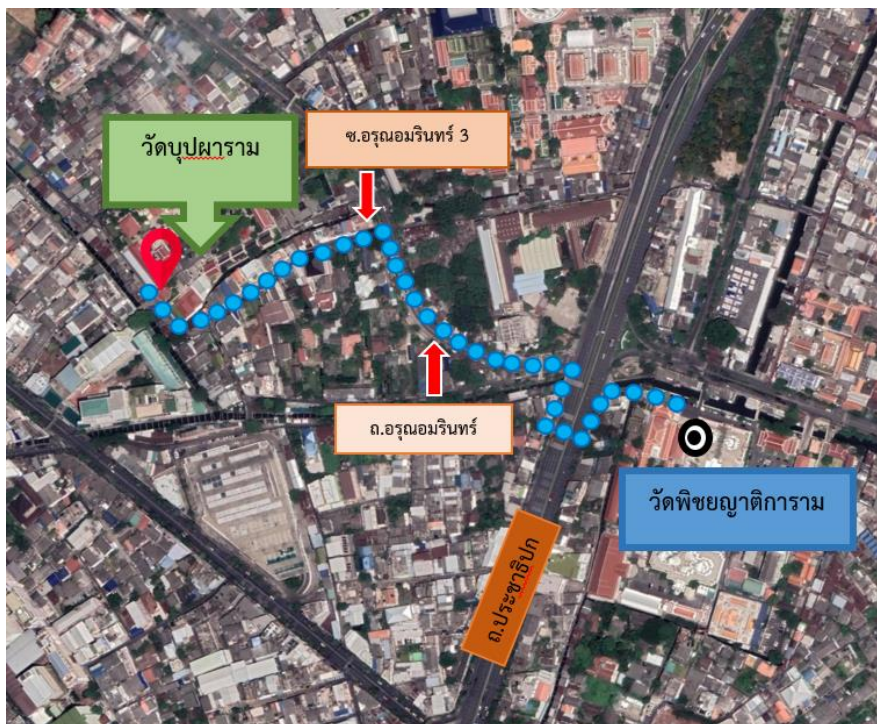 วัดบุปผาราม
ซ.อรุณอมรินทร์ 3
ถ.อรุณอมรินทร์
วัดพิชยญาติการาม
ถ.ประชาธิปก